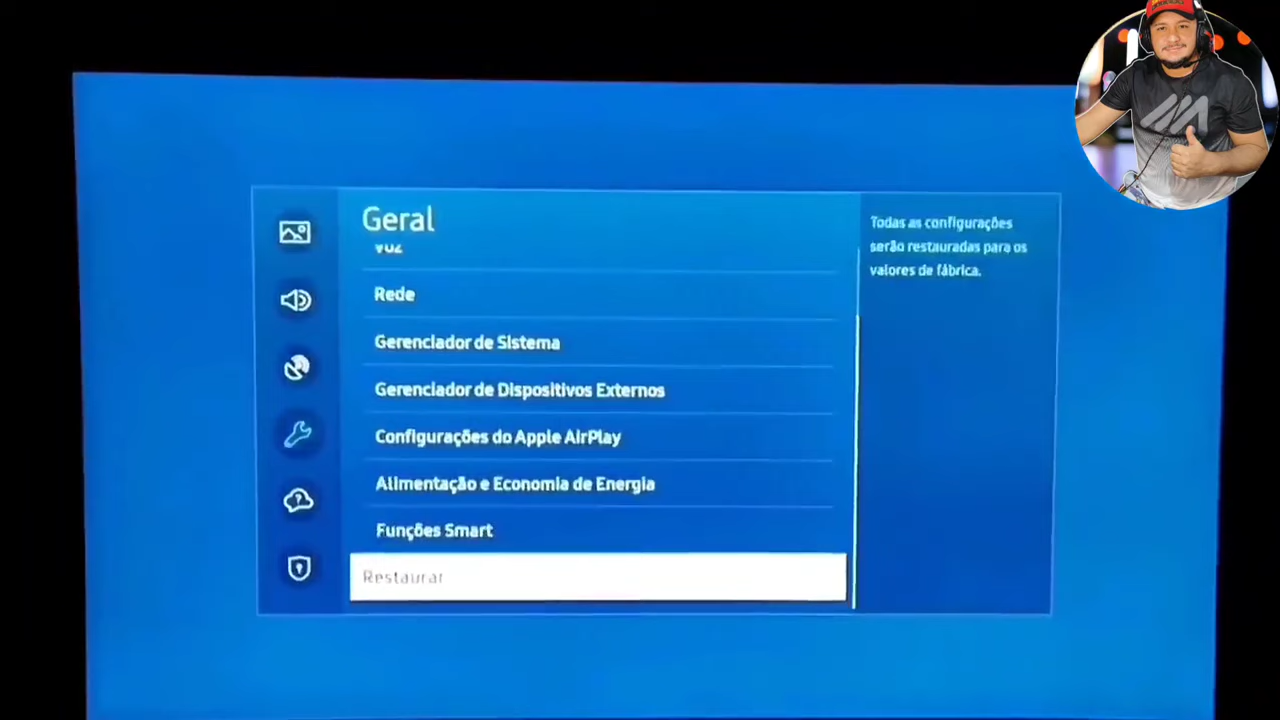 Geral
Todas as configurações
serão restauradas para os
valores de fábrica.
Voz
Rede
Gerenciador de Sistema
Gerenciador de Dispositivos Externos
Configurações do Apple AirPlay
Alimentação e Economia de Energia
Funções Smart
Restaurar